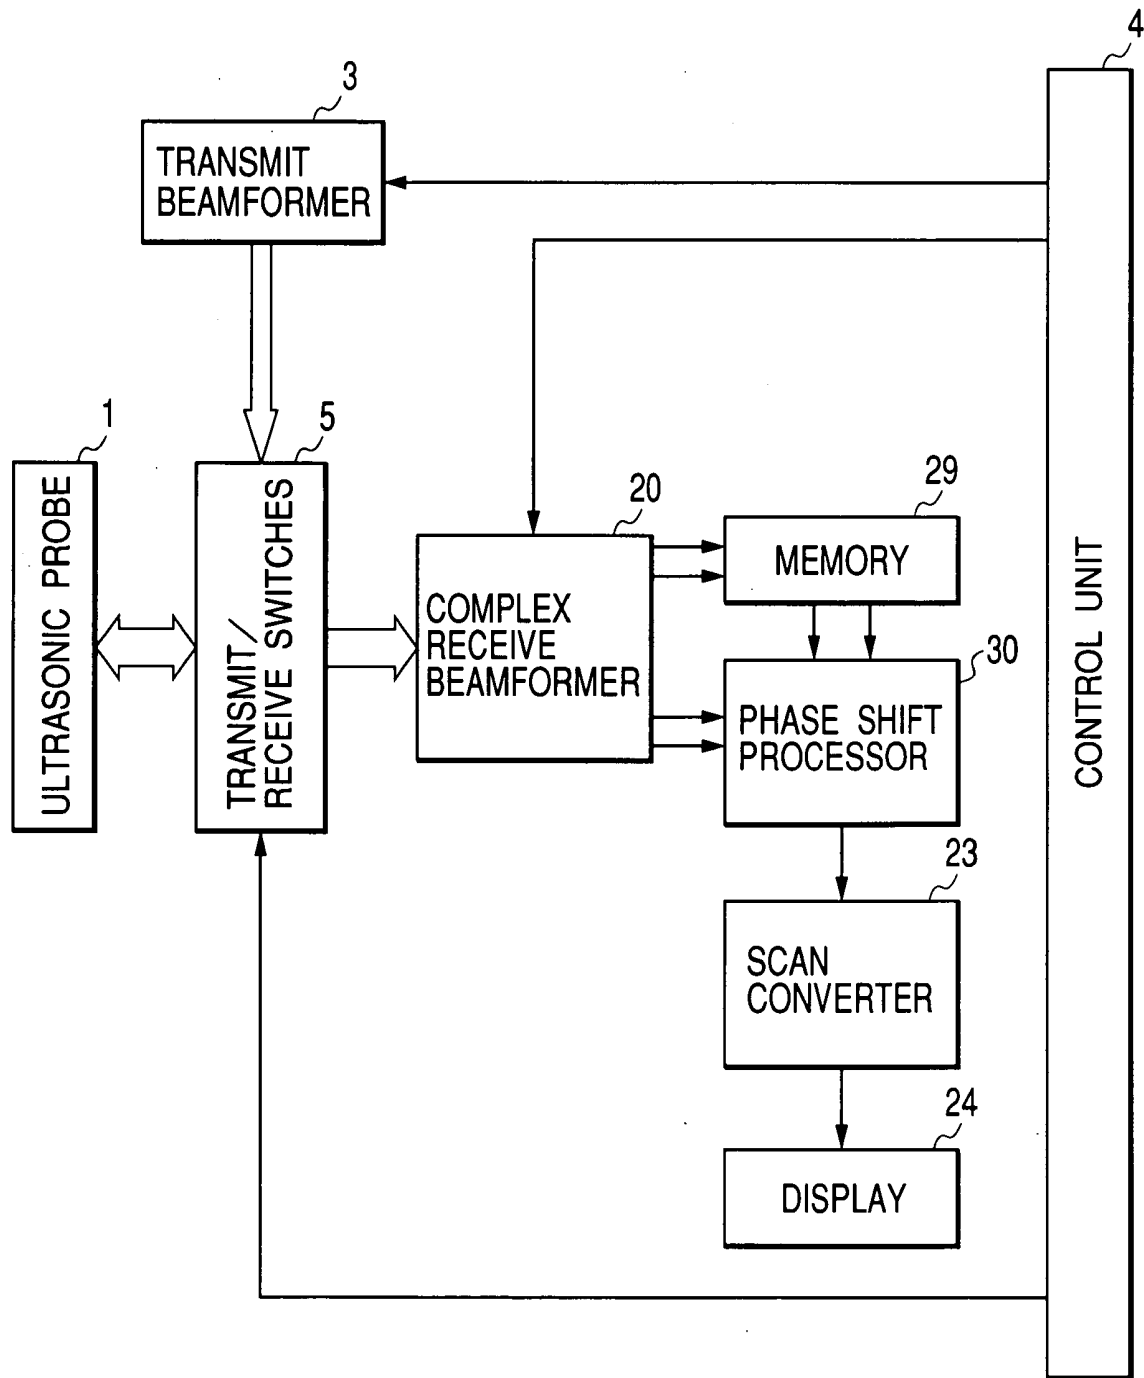 4
3
TRANSMIT
BEAMFORMER
1
5
ULTRASONIC PROBE
TRANSMIT/
RECEIVE SWITCHES
20
COMPLEX
RECEIVE
BEAMFORMER
29
MEMORY
30
PHASE SHIFT
PROCESSOR
CONTROL UNIT
23
SCAN
CONVERTER
24
DISPLAY